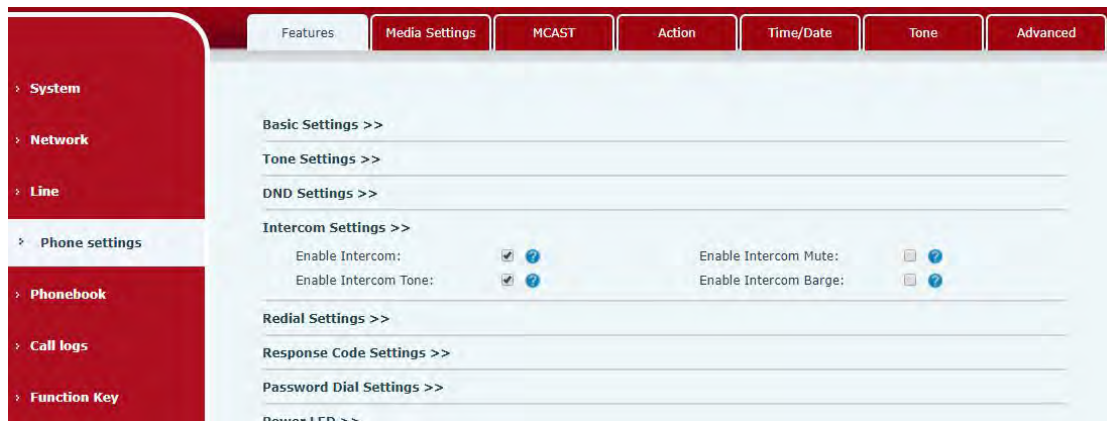 Features Media Settings MCAST Action Time/Date Tone Advanced
› System
› Network
› Line
› Phone settings
› Phonebook
› Call logs
› Function Key
Basic Settings >>
Tone Settings >>
DND Settings >>
Intercom Settings >>
Enable Intercom: ? Enable Intercom Mute: ?
Enable Intercom Tone: ? Enable Intercom Barge: ?
Redial Settings >>
Response Code Settings >>
Password Dial Settings >>
Power LED >>